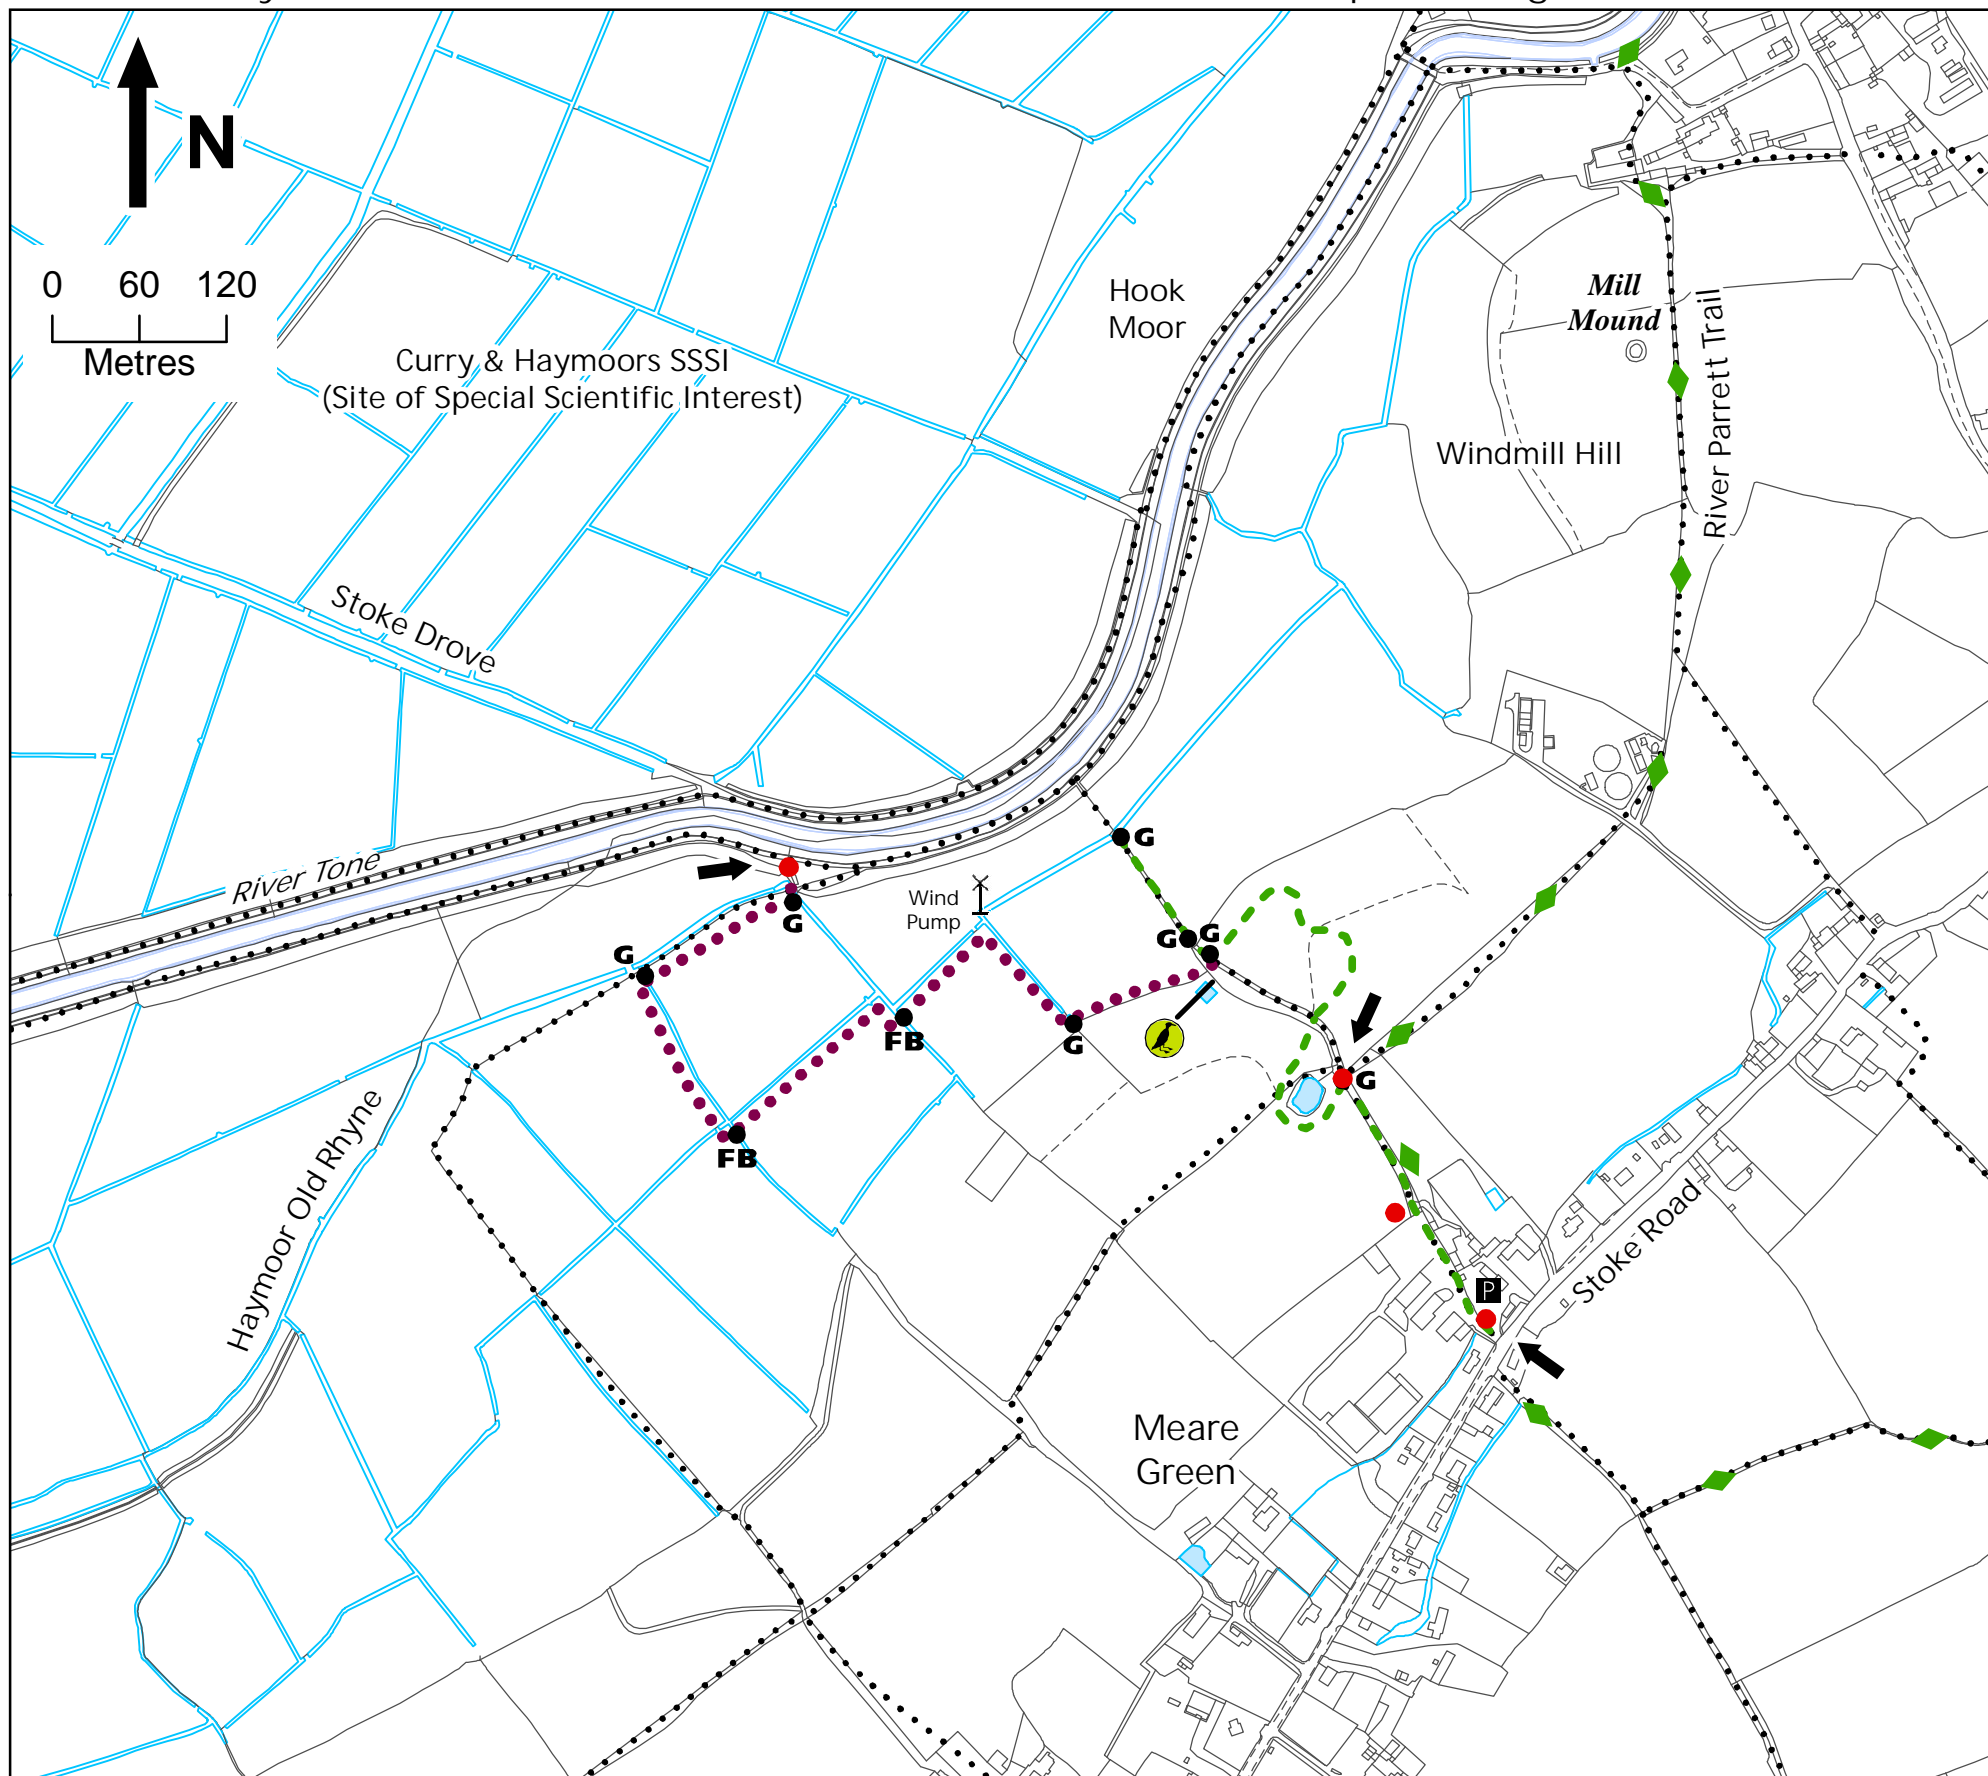 N
0 60 120
Metres
Curry & Haymoors SSSI
(Site of Special Scientific Interest)
Hook
Moor
Mill
Mound
River Parrett Trail
Windmill Hill
Stoke Drove
River Tone
Wind
Pump
G
G
G
G
G
FB
G
G
FB
Haymoor Old Rhyne
P
Stoke Road
Meare
Green